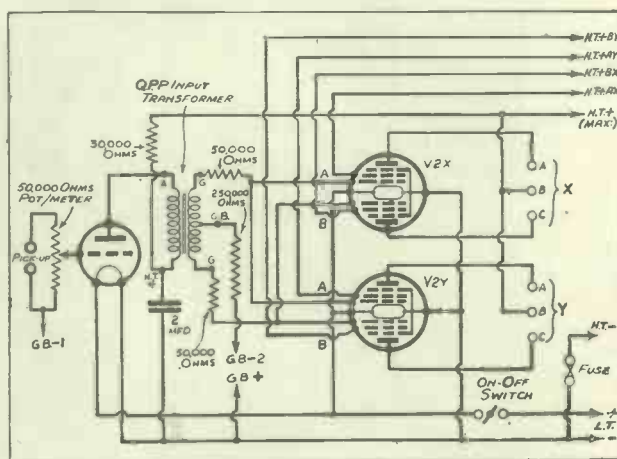 H.T.+BY
H.T.+AY
H.T.+BX
H.T.+AX
H.T.+
(MAX.)
QPP INPUT
TRANSFORMER
30,000
OHMS
50,000
OHMS
50,000 OHMS
POT/METER
250,000
OHMS
PICK-UP
GB-1
A
G
G.B.
G
H.T.
+
2
MFD
50,000
OHMS
GB-2
GB+
A
B
V2X
A
B
C
X
A
B
V2Y
A
B
C
Y
ON-OFF
SWITCH
H.T.-
FUSE
+
L.T.
-